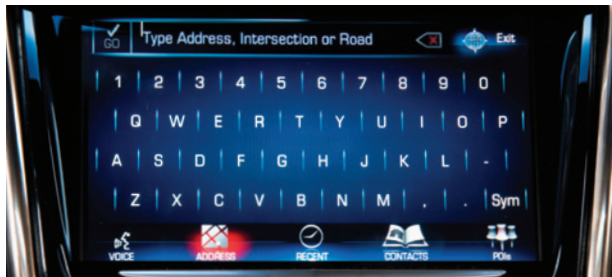 GO Type Address, Intersection or Road Exit
1 2 3 4 5 6 7 8 9 0
Q W E R T Y U I O P
A S D F G H J K L -
Z X C V B N M , . Sym
VOICE ADDRESS RECENT CONTACTS POIs